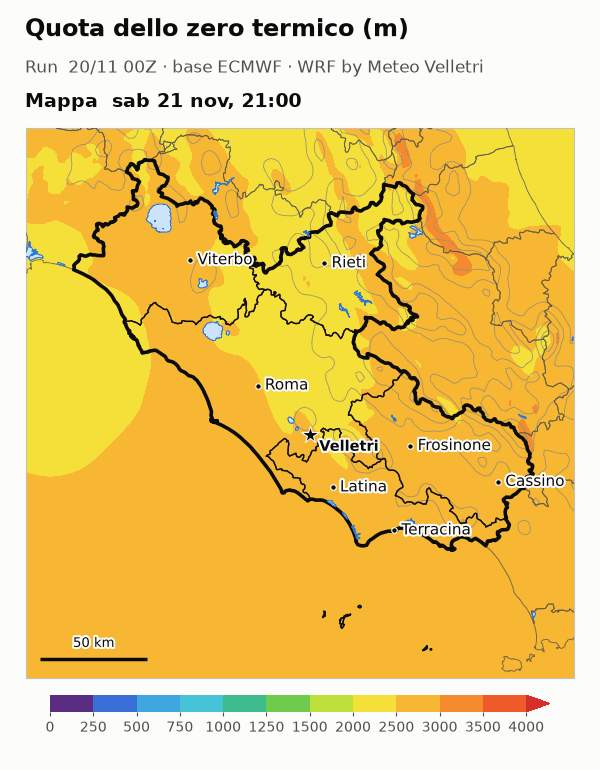 Quota dello zero termico (m)
Run  20/11 00Z · base ECMWF · WRF by Meteo Velletri
Mappa  sab 21 nov, 21:00
Viterbo
Rieti
Roma
Velletri
Frosinone
Cassino
Latina
Terracina
50 km
0 250 500 750 1000 1250 1500 2000 2500 3000 3500 4000